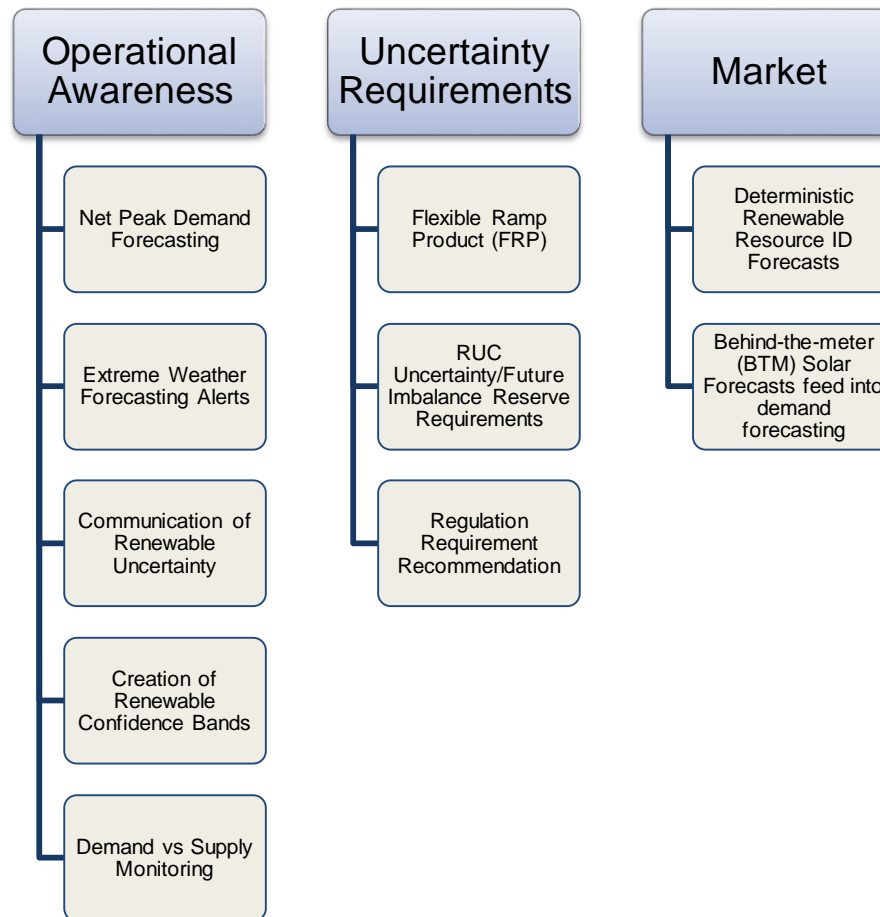 Operational
Awareness
Net Peak Demand
Forecasting
Extreme Weather
Forecasting Alerts
Communication of
Renewable
Uncertainty
Creation of
Renewable
Confidence Bands
Demand vs Supply
Monitoring
Uncertainty
Requirements
Flexible Ramp
Product (FRP)
RUC
Uncertainty/Future
Imbalance Reserve
Requirements
Regulation
Requirement
Recommendation
Market
Deterministic
Renewable
Resource ID
Forecasts
Behind-the-meter
(BTM) Solar
Forecasts feed into
demand
forecasting